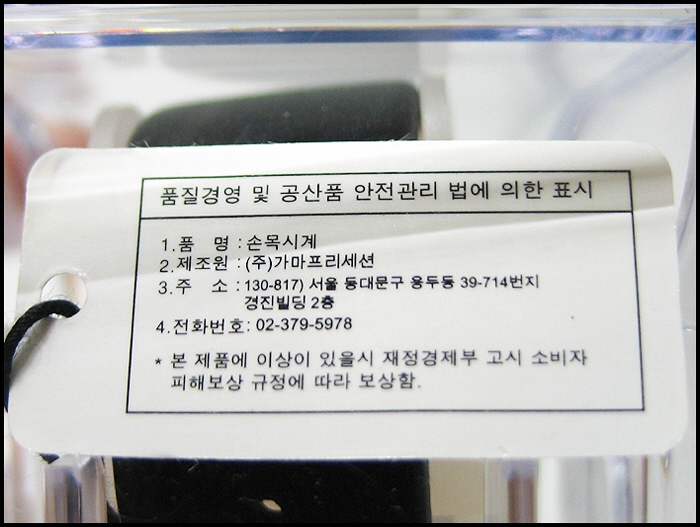 품질경영 및 공산품 안전관리 법에 의한 표시
1.품 명 : 손목시계
2.제조원 : (주)가마프리세션
3.주 소 : 130-817) 서울 동대문구 용두동 39-714번지
경진빌딩 2층
4.전화번호: 02-379-5978
* 본 제품에 이상이 있을시 재정경제부 고시 소비자
피해보상 규정에 따라 보상함.